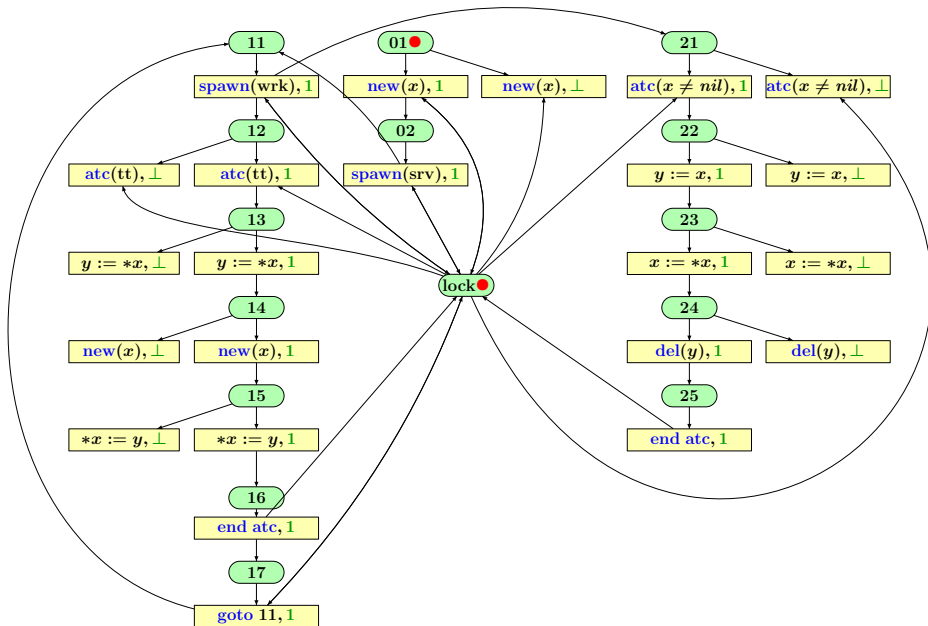 11
01
21
spawn(wrk), 1
new(x), 1
new(x), ⊥
atc(x ≠ nil), 1
atc(x ≠ nil), ⊥
12
02
22
atc(tt), ⊥
atc(tt), 1
spawn(srv), 1
y := x, 1
y := x, ⊥
13
23
y := *x, ⊥
y := *x, 1
x := *x, 1
x := *x, ⊥
lock
14
24
new(x), ⊥
new(x), 1
del(y), 1
del(y), ⊥
15
25
*x := y, ⊥
*x := y, 1
end atc, 1
16
end atc, 1
17
goto 11, 1